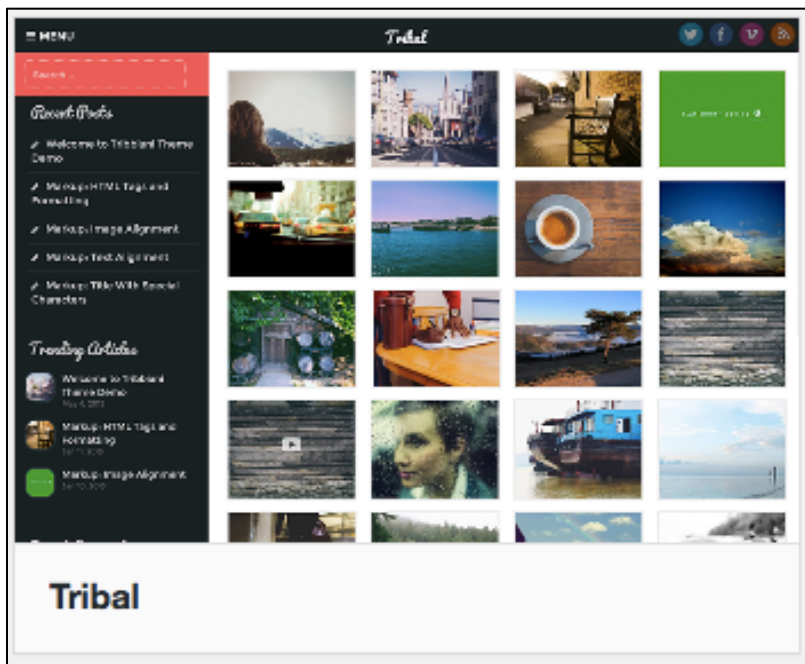 ≡ MENU
Tribal
Search …
Recent Posts
Welcome to Tribbiani Theme
Demo
Markup: HTML Tags and
Formatting
Markup: Image Alignment
Markup: Text Alignment
Markup: Title With Special
Characters
Trending Articles
Welcome to Tribbiani
Theme Demo
Markup: HTML Tags and
Formatting
Markup: Image Alignment
Tribal